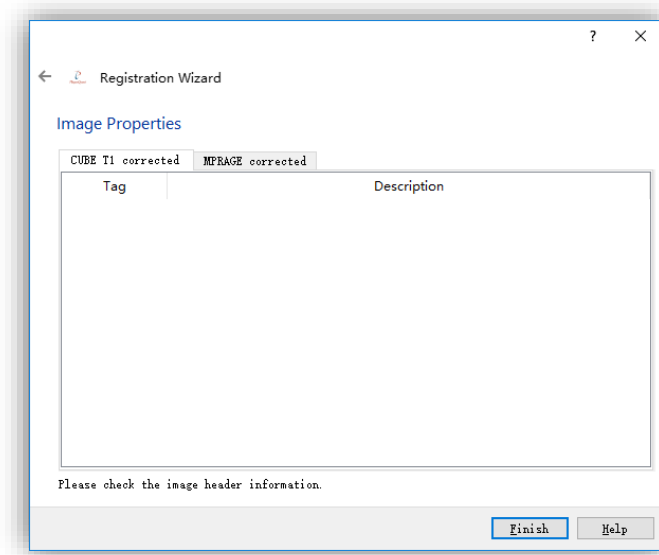 ?
Registration Wizard
Image Properties
CUBE T1 corrected MPRAGE corrected
Tag Description
Please check the image header information.
Finish Help